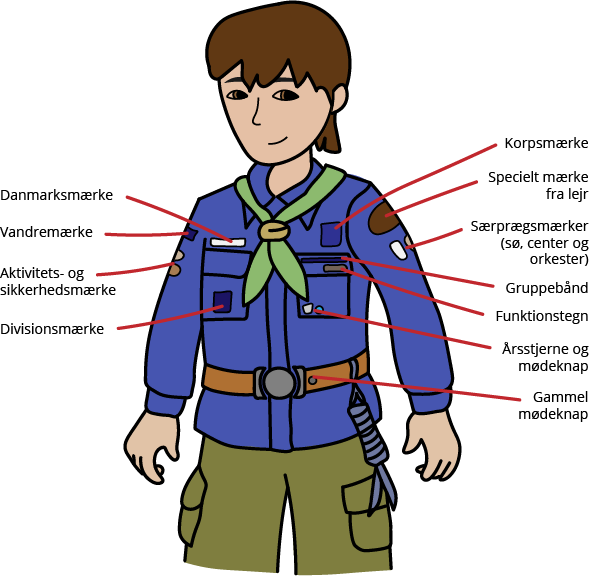 Danmarksmærke
Vandremærke
Aktivitets- og
sikkerhedsmærke
Divisionsmærke
Korpsmærke
Specielt mærke
fra lejr
Særprægsmærker
(sø, center og
orkester)
Gruppebånd
Funktionstegn
Årsstjerne og
mødeknap
Gammel
mødeknap